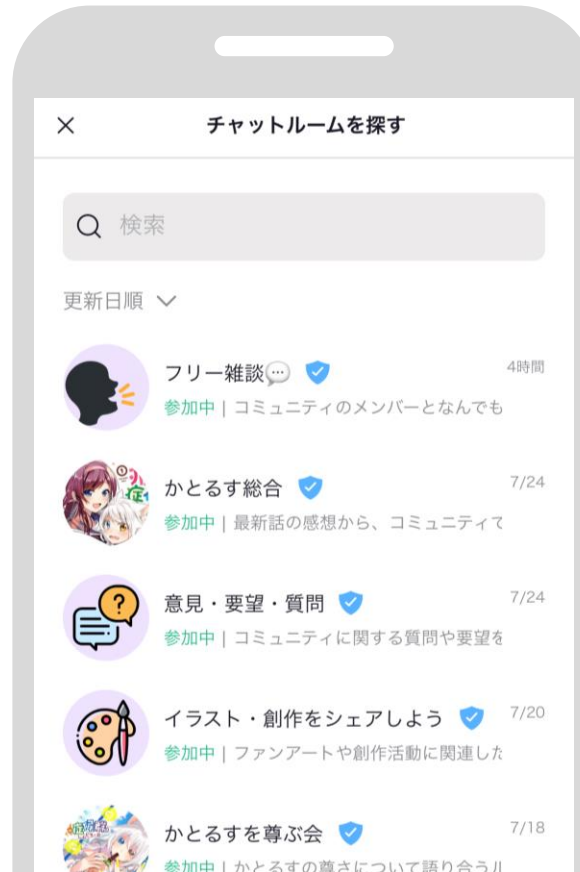 チャットルームを探す
検索
更新日順
フリー雑談💬
4時間
参加中 | コミュニティのメンバーとなんでも
かとるす総合
7/24
参加中 | 最新話の感想から、コミュニティて
意見・要望・質問
7/24
参加中 | コミュニティに関する質問や要望を
イラスト・創作をシェアしよう
7/20
参加中 | ファンアートや創作活動に関連した
かとるすを尊ぶ会
7/18
参加中 | かとるすの尊さについて語り合うル